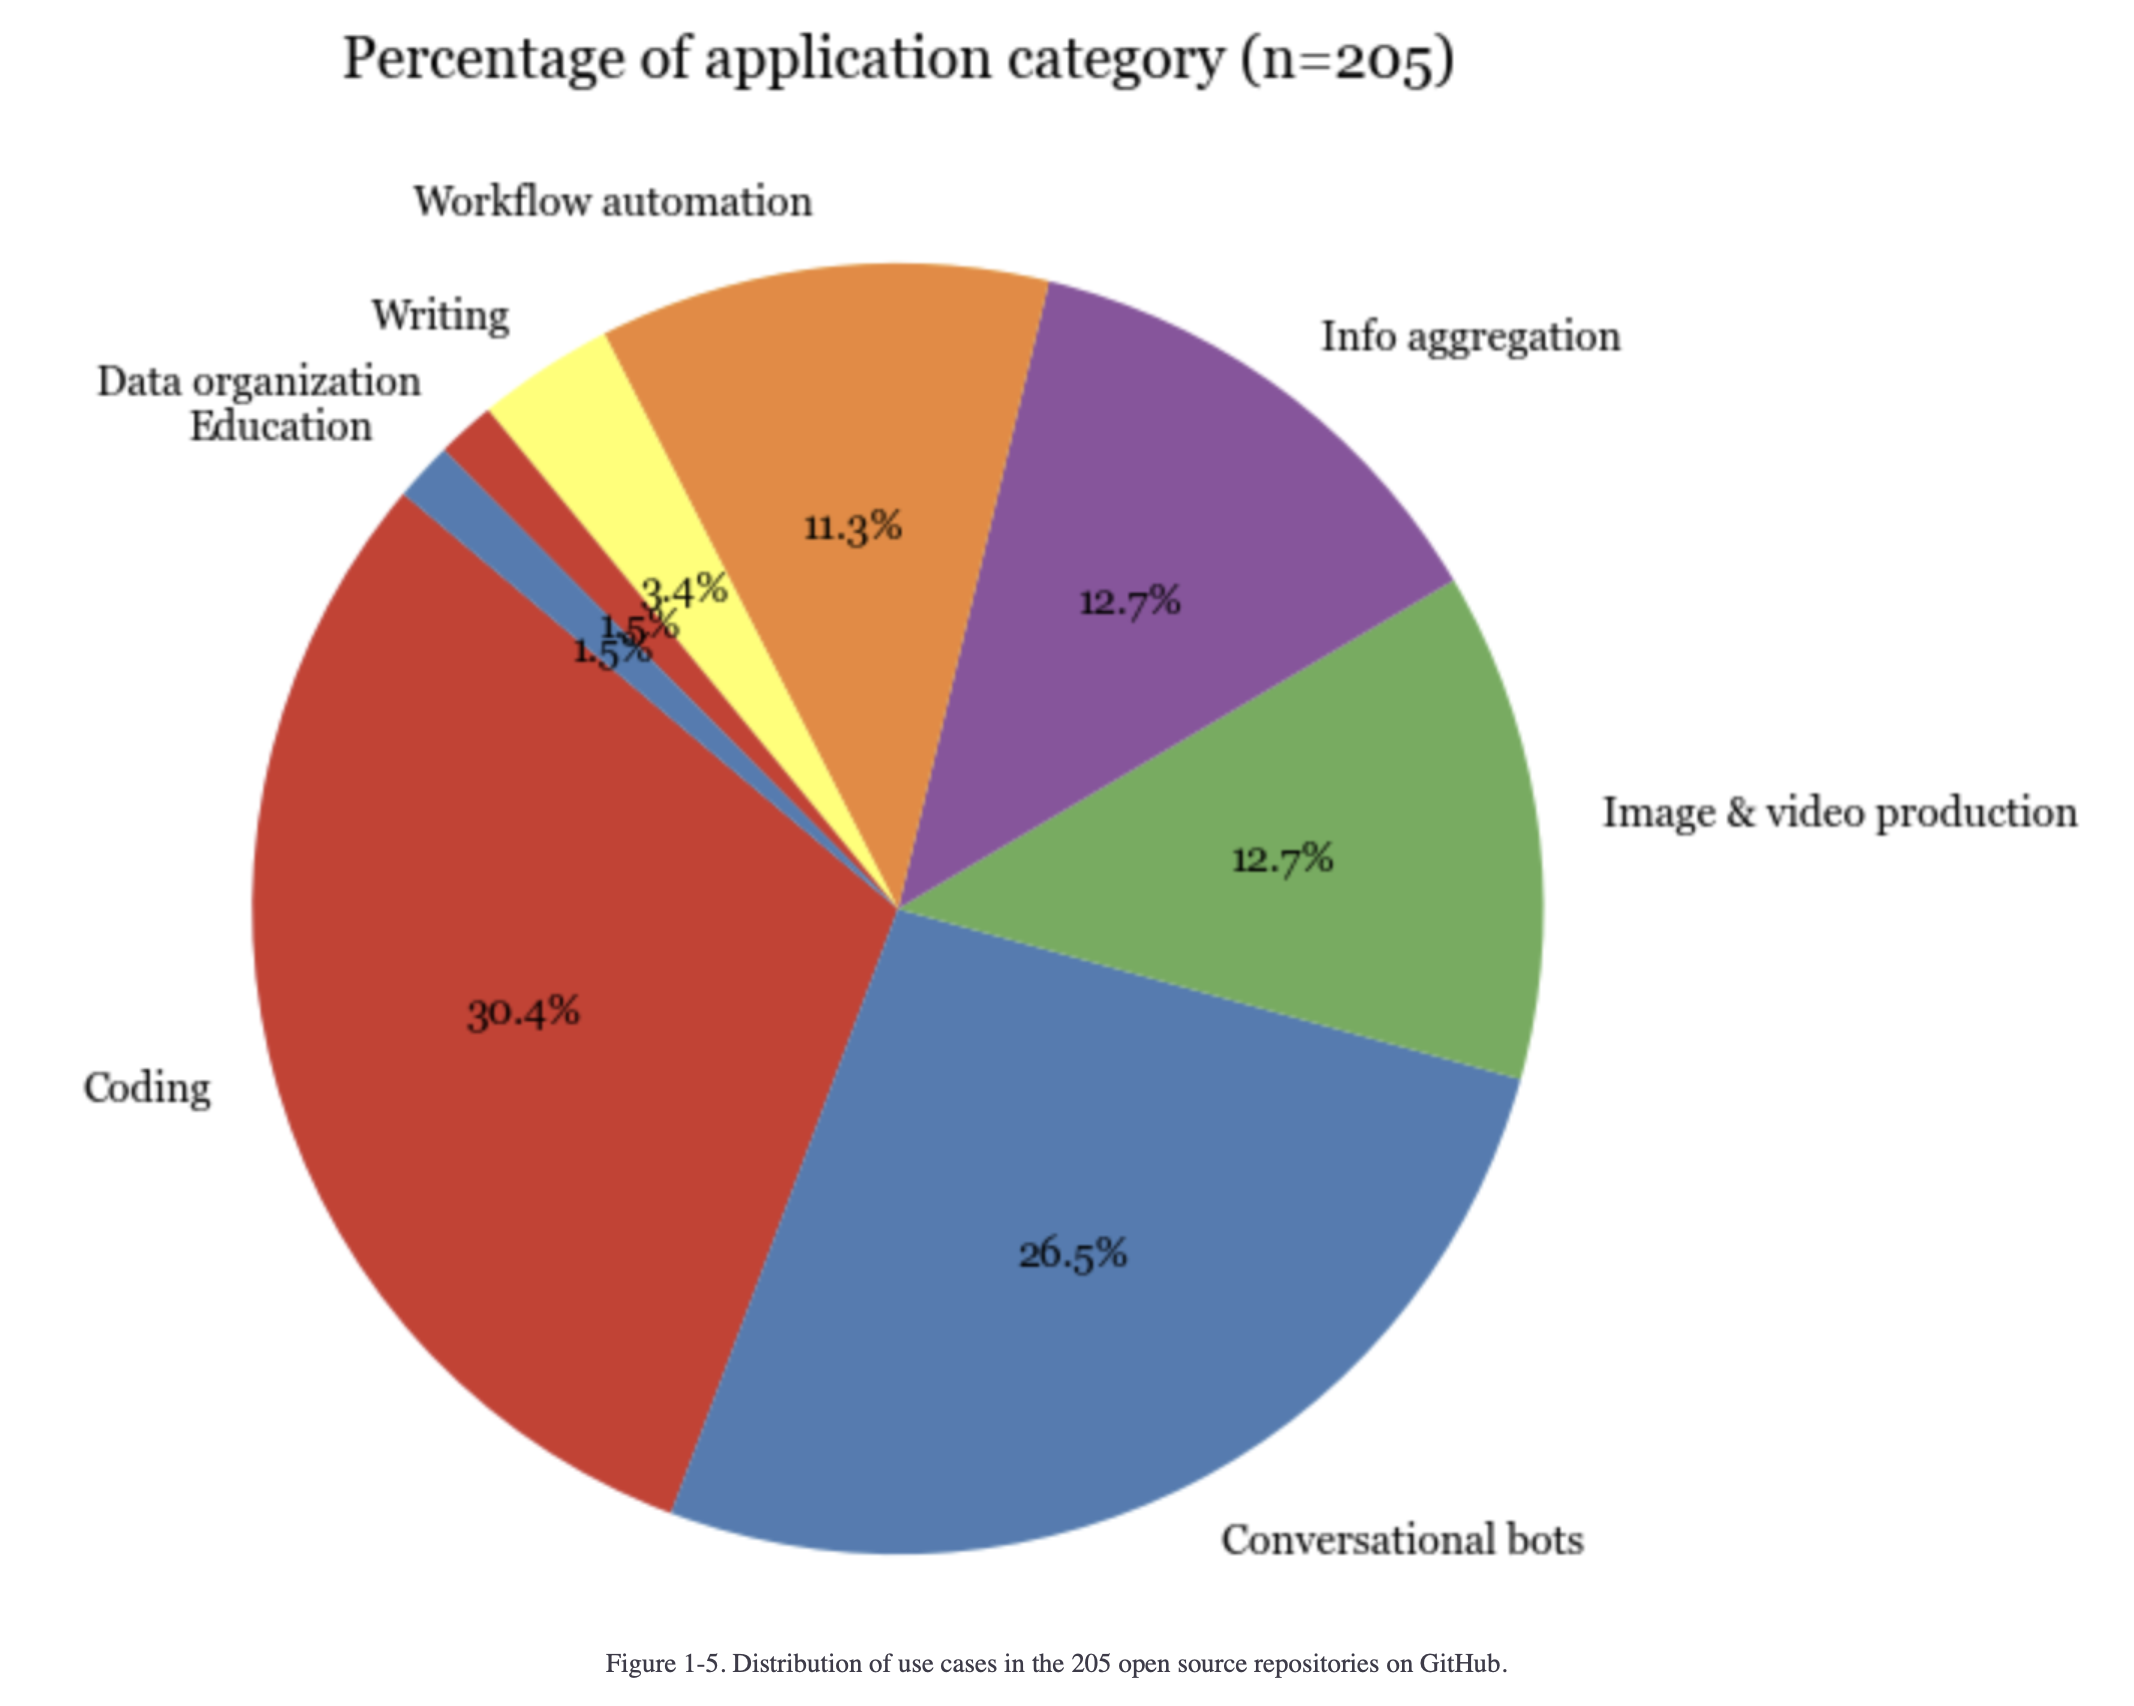 Percentage of application category (n=205)
Workflow automation
Writing
Info aggregation
Data organization
Education
11.3%
3.4%
12.7%
1.5%
1.5%
Image & video production
12.7%
30.4%
Coding
26.5%
Conversational bots
Figure 1-5. Distribution of use cases in the 205 open source repositories on GitHub.